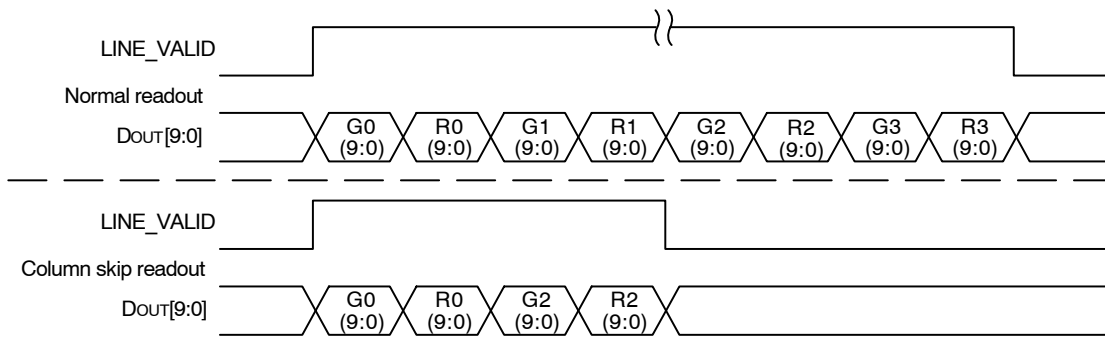 LINE_VALID
Normal readout
DOUT[9:0]
G0 (9:0) R0 (9:0) G1 (9:0) R1 (9:0) G2 (9:0) R2 (9:0) G3 (9:0) R3 (9:0)
LINE_VALID
Column skip readout
DOUT[9:0]
G0 (9:0) R0 (9:0) G2 (9:0) R2 (9:0)